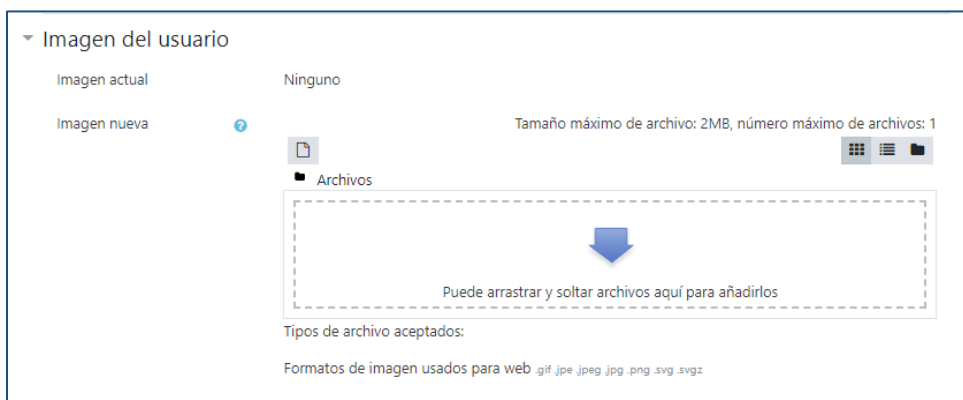 Imagen del usuario
Imagen actual Ninguno
Imagen nueva Tamaño máximo de archivo: 2MB, número máximo de archivos: 1
Archivos
Puede arrastrar y soltar archivos aquí para añadirlos
Tipos de archivo aceptados:
Formatos de imagen usados para web .gif .jpe .jpeg .jpg .png .svg .svgz